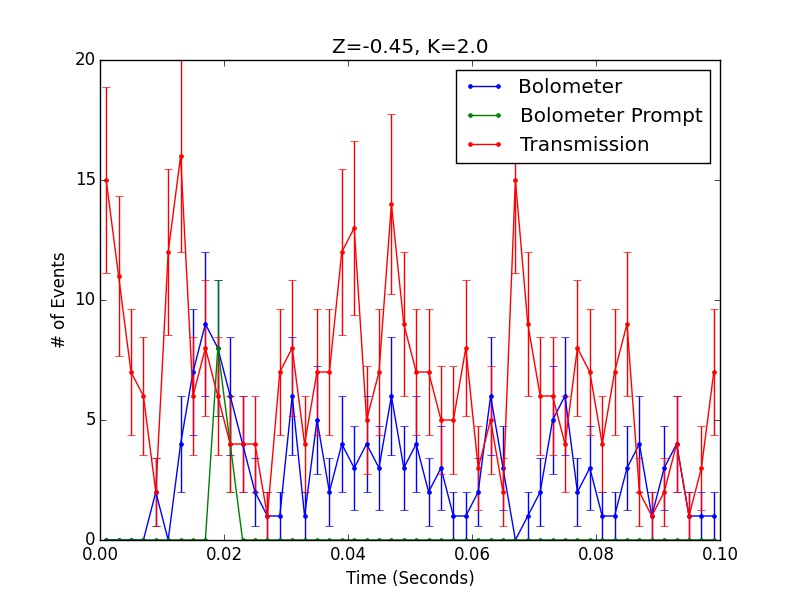 Z=-0.45, K=2.0
20
15
10
5
0
# of Events
Bolometer
Bolometer Prompt
Transmission
0.00 0.02 0.04 0.06 0.08 0.10
Time (Seconds)